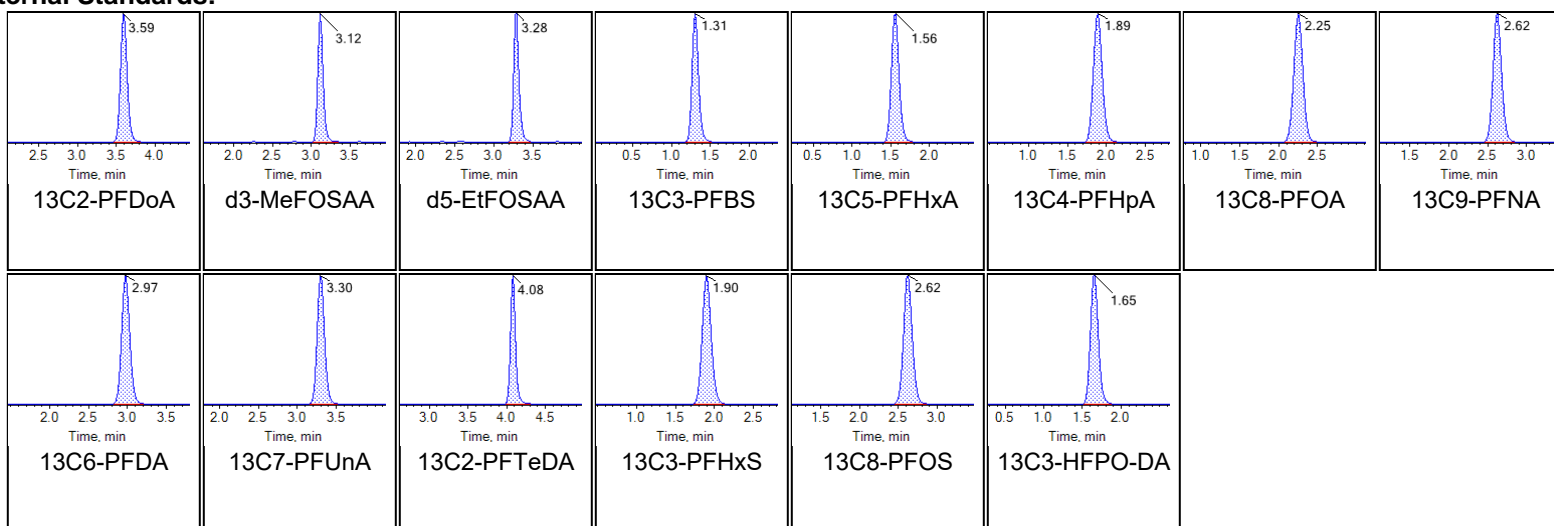 ternal Standards:
3.59 3.12 3.28 1.31 1.56 1.89 2.25 2.62
2.5 3.0 3.5 4.0 2.0 2.5 3.0 3.5 2.0 2.5 3.0 3.5 0.5 1.0 1.5 2.0 0.5 1.0 1.5 2.0 1.0 1.5 2.0 2.5 1.0 1.5 2.0 2.5 1.5 2.0 2.5 3.0
Time, min Time, min Time, min Time, min Time, min Time, min Time, min Time, min
13C2-PFDoA d3-MeFOSAA d5-EtFOSAA 13C3-PFBS 13C5-PFHxA 13C4-PFHpA 13C8-PFOA 13C9-PFNA
2.97 3.30 4.08 1.90 2.62 1.65
2.0 2.5 3.0 3.5 2.0 2.5 3.0 3.5 3.0 3.5 4.0 4.5 1.0 1.5 2.0 2.5 1.5 2.0 2.5 3.0 0.5 1.0 1.5 2.0
Time, min Time, min Time, min Time, min Time, min Time, min
13C6-PFDA 13C7-PFUnA 13C2-PFTeDA 13C3-PFHxS 13C8-PFOS 13C3-HFPO-DA